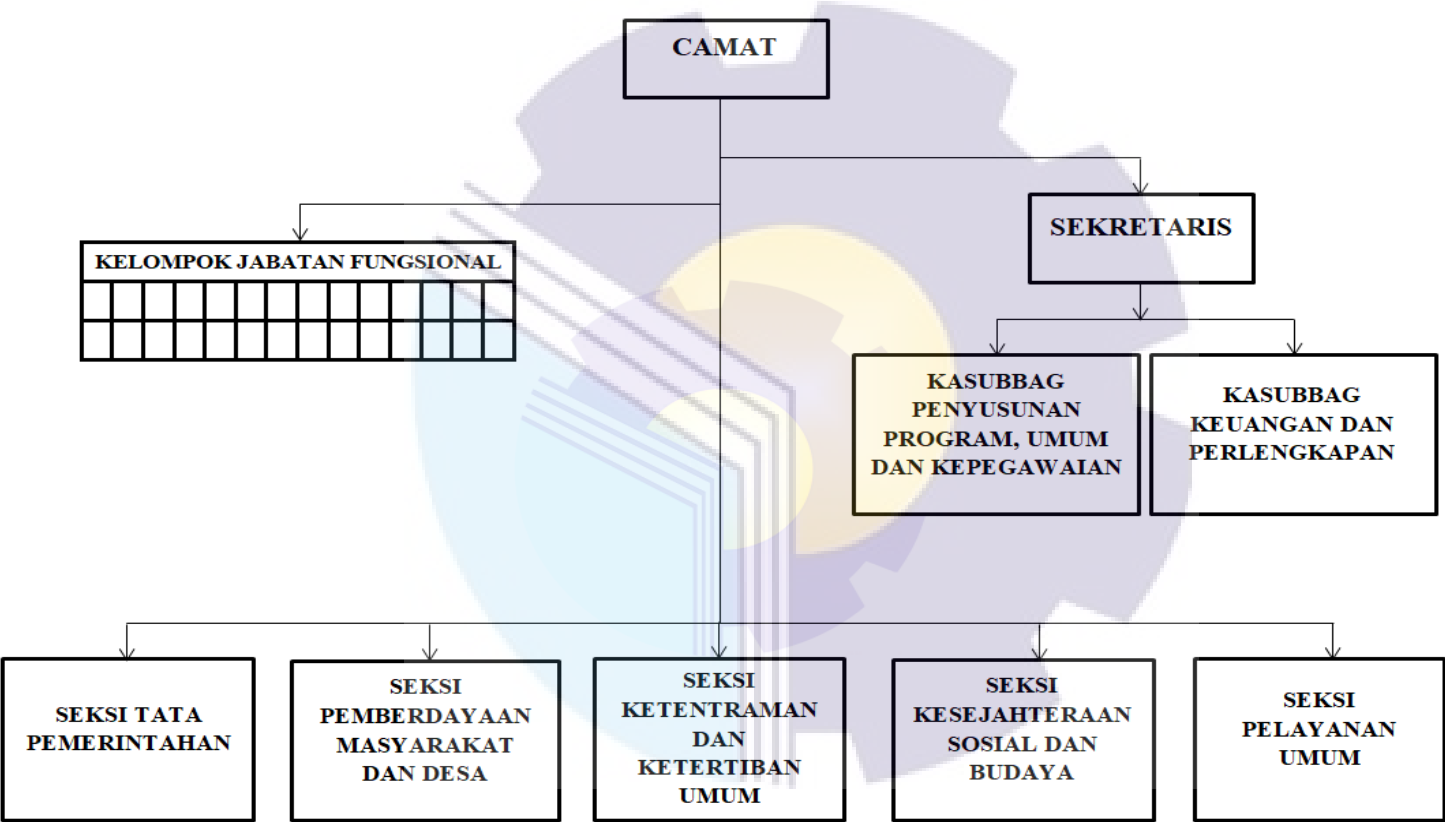 CAMAT
SEKRETARIS
KELOMPOK JABATAN FUNGSIONAL
KASUBBAG
PENYUSUNAN
PROGRAM, UMUM
DAN KEPEGAWAIAN
KASUBBAG
KEUANGAN DAN
PERLENGKAPAN
SEKSI TATA
PEMERINTAHAN
SEKSI
PEMBERDAYAAN
MASYARAKAT
DAN DESA
SEKSI
KETENTRAMAN
DAN
KETERTIBAN
UMUM
SEKSI
KESEJAHTERAAN
SOSIAL DAN
BUDAYA
SEKSI
PELAYANAN
UMUM